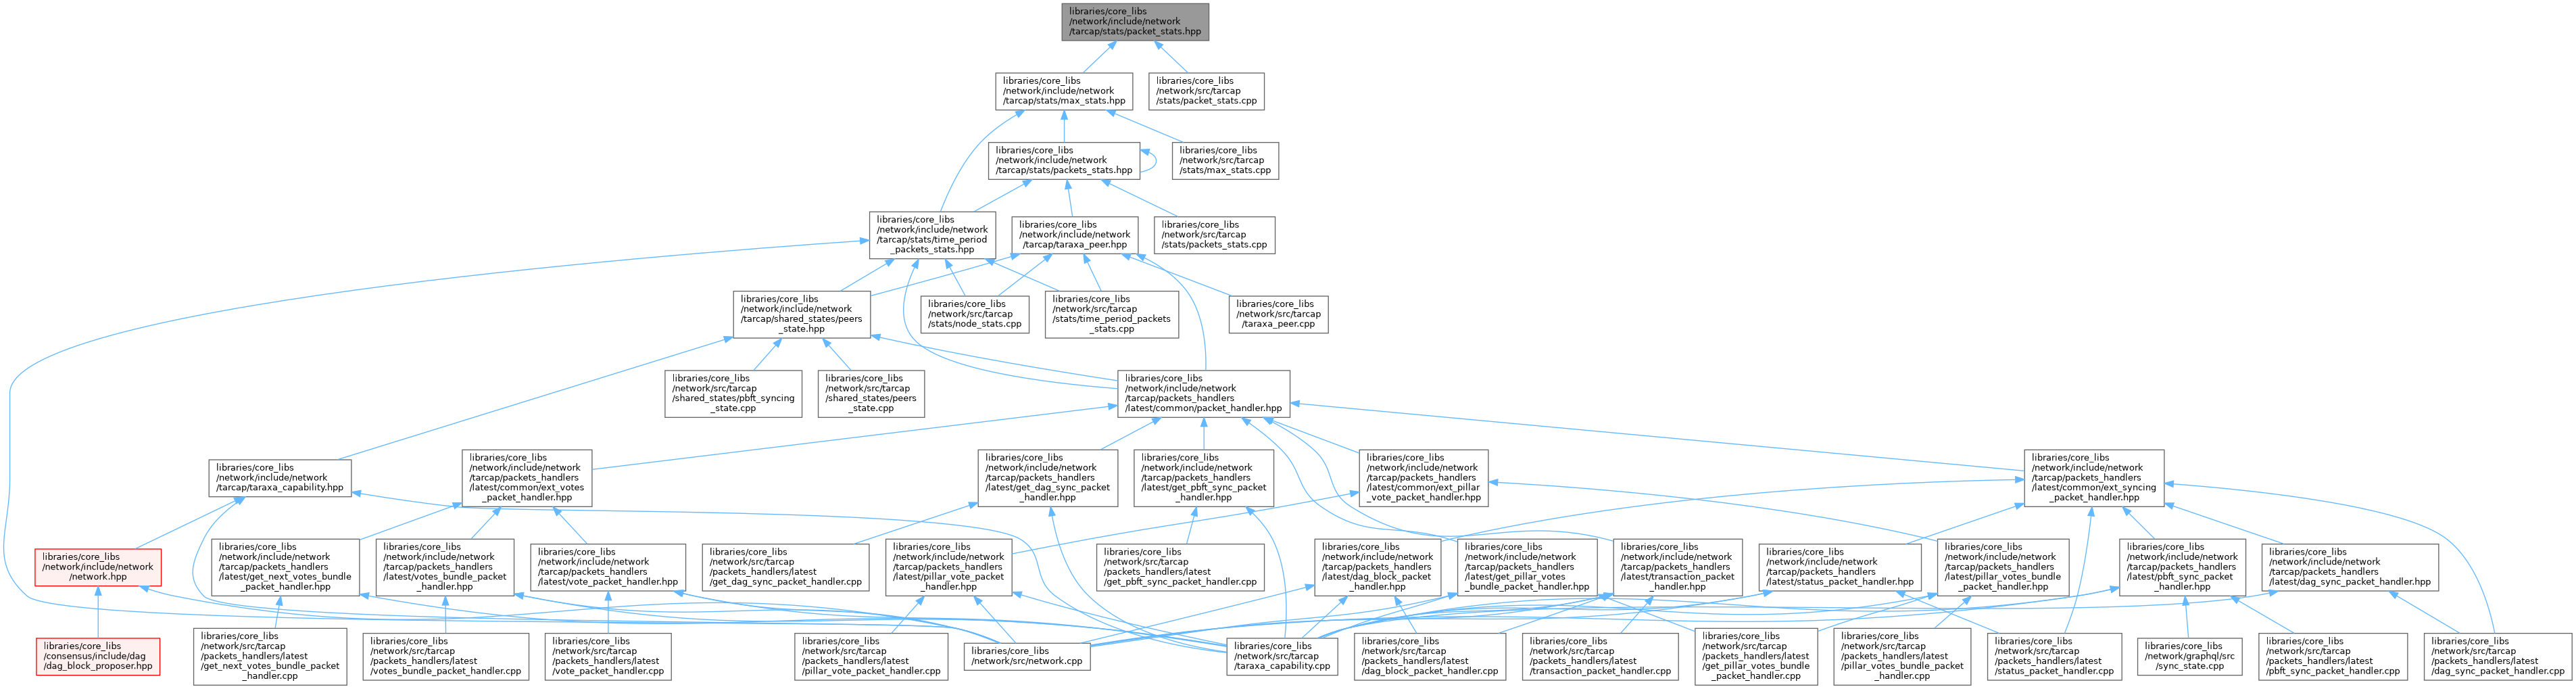 libraries/core_libs
/network/include/network
/tarcap/stats/packet_stats.hpp
libraries/core_libs
/network/include/network
/tarcap/stats/max_stats.hpp
libraries/core_libs
/network/src/tarcap
/stats/packet_stats.cpp
libraries/core_libs
/network/include/network
/tarcap/stats/packets_stats.hpp
libraries/core_libs
/network/src/tarcap
/stats/max_stats.cpp
libraries/core_libs
/network/include/network
/tarcap/stats/time_period
_packets_stats.hpp
libraries/core_libs
/network/include/network
/tarcap/taraxa_peer.hpp
libraries/core_libs
/network/src/tarcap
/stats/packets_stats.cpp
libraries/core_libs
/network/include/network
/tarcap/shared_states/peers
_state.hpp
libraries/core_libs
/network/src/tarcap
/stats/node_stats.cpp
libraries/core_libs
/network/src/tarcap
/stats/time_period_packets
_stats.cpp
libraries/core_libs
/network/src/tarcap
/taraxa_peer.cpp
libraries/core_libs
/network/src/tarcap
/shared_states/pbft_syncing
_state.cpp
libraries/core_libs
/network/src/tarcap
/shared_states/peers
_state.cpp
libraries/core_libs
/network/include/network
/tarcap/packets_handlers
/latest/common/packet_handler.hpp
libraries/core_libs
/network/include/network
/tarcap/taraxa_capability.hpp
libraries/core_libs
/network/include/network
/tarcap/packets_handlers
/latest/common/ext_votes
_packet_handler.hpp
libraries/core_libs
/network/include/network
/tarcap/packets_handlers
/latest/get_dag_sync_packet
_handler.hpp
libraries/core_libs
/network/include/network
/tarcap/packets_handlers
/latest/get_pbft_sync_packet
_handler.hpp
libraries/core_libs
/network/include/network
/tarcap/packets_handlers
/latest/common/ext_pillar
_vote_packet_handler.hpp
libraries/core_libs
/network/include/network
/tarcap/packets_handlers
/latest/common/ext_syncing
_packet_handler.hpp
libraries/core_libs
/network/include/network
/network.hpp
libraries/core_libs
/network/include/network
/tarcap/packets_handlers
/latest/get_next_votes_bundle
_packet_handler.hpp
libraries/core_libs
/network/include/network
/tarcap/packets_handlers
/latest/votes_bundle_packet
_handler.hpp
libraries/core_libs
/network/include/network
/tarcap/packets_handlers
/latest/vote_packet_handler.hpp
libraries/core_libs
/network/src/tarcap
/packets_handlers/latest
/get_dag_sync_packet_handler.cpp
libraries/core_libs
/network/include/network
/tarcap/packets_handlers
/latest/pillar_vote_packet
_handler.hpp
libraries/core_libs
/network/src/tarcap
/packets_handlers/latest
/get_pbft_sync_packet_handler.cpp
libraries/core_libs
/network/include/network
/tarcap/packets_handlers
/latest/dag_block_packet
_handler.hpp
libraries/core_libs
/network/include/network
/tarcap/packets_handlers
/latest/get_pillar_votes
_bundle_packet_handler.hpp
libraries/core_libs
/network/include/network
/tarcap/packets_handlers
/latest/transaction_packet
_handler.hpp
libraries/core_libs
/network/include/network
/tarcap/packets_handlers
/latest/status_packet_handler.hpp
libraries/core_libs
/network/include/network
/tarcap/packets_handlers
/latest/pillar_votes_bundle
_packet_handler.hpp
libraries/core_libs
/network/include/network
/tarcap/packets_handlers
/latest/pbft_sync_packet
_handler.hpp
libraries/core_libs
/network/include/network
/tarcap/packets_handlers
/latest/dag_sync_packet_handler.hpp
libraries/core_libs
/consensus/include/dag
/dag_block_proposer.hpp
libraries/core_libs
/network/src/tarcap
/packets_handlers/latest
/get_next_votes_bundle_packet
_handler.cpp
libraries/core_libs
/network/src/tarcap
/packets_handlers/latest
/votes_bundle_packet_handler.cpp
libraries/core_libs
/network/src/tarcap
/packets_handlers/latest
/vote_packet_handler.cpp
libraries/core_libs
/network/src/tarcap
/packets_handlers/latest
/pillar_vote_packet_handler.cpp
libraries/core_libs
/network/src/network.cpp
libraries/core_libs
/network/src/tarcap
/taraxa_capability.cpp
libraries/core_libs
/network/src/tarcap
/packets_handlers/latest
/dag_block_packet_handler.cpp
libraries/core_libs
/network/src/tarcap
/packets_handlers/latest
/transaction_packet_handler.cpp
libraries/core_libs
/network/src/tarcap
/packets_handlers/latest
/get_pillar_votes_bundle
_packet_handler.cpp
libraries/core_libs
/network/src/tarcap
/packets_handlers/latest
/pillar_votes_bundle_packet
_handler.cpp
libraries/core_libs
/network/src/tarcap
/packets_handlers/latest
/status_packet_handler.cpp
libraries/core_libs
/network/graphql/src
/sync_state.cpp
libraries/core_libs
/network/src/tarcap
/packets_handlers/latest
/pbft_sync_packet_handler.cpp
libraries/core_libs
/network/src/tarcap
/packets_handlers/latest
/dag_sync_packet_handler.cpp